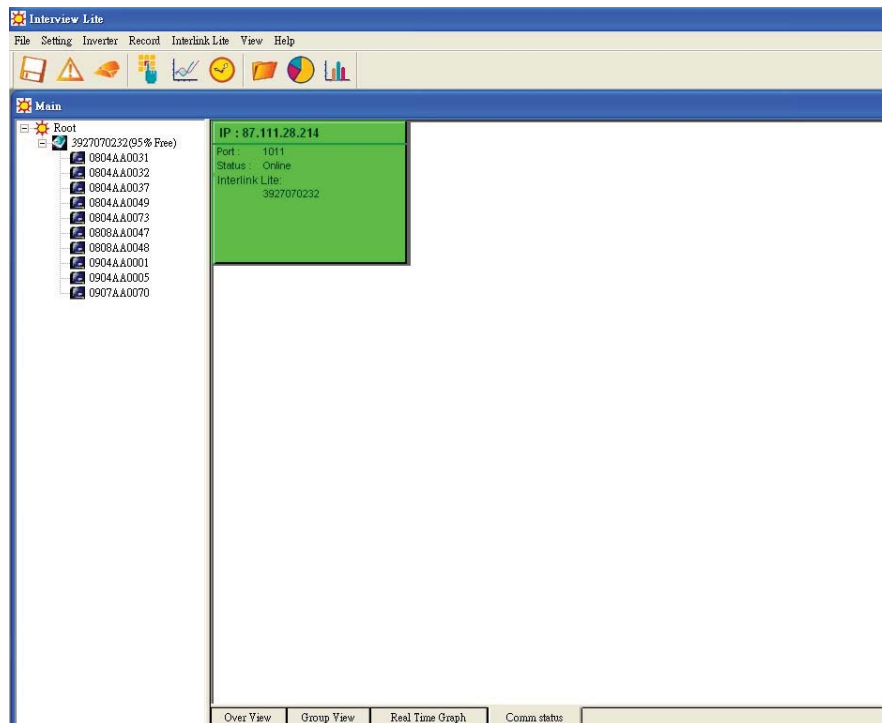 Interview Lite
File Setting Inverter Record Interlink Lite View Help
Main
Root
3927070232(95% Free)
0804AA0031
0804AA0032
0804AA0037
0804AA0049
0804AA0073
0808AA0047
0808AA0048
0904AA0001
0904AA0005
0907AA0070
IP : 87.111.28.214
Port : 1011
Status : Online
Interlink Lite:
3927070232
Over View Group View Real Time Graph Comm status